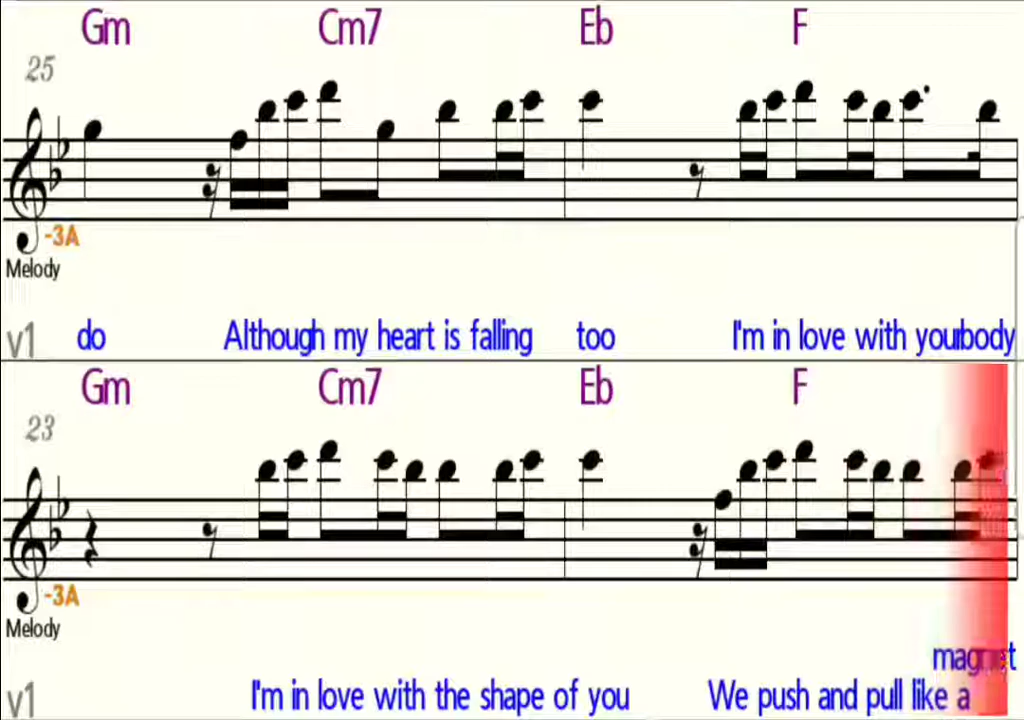 Gm Cm7 Eb F
25
-3A
Melody
v1 do Although my heart is falling too I'm in love with your body
Gm Cm7 Eb F
23
-3A
Melody
magnet
v1 I'm in love with the shape of you We push and pull like a